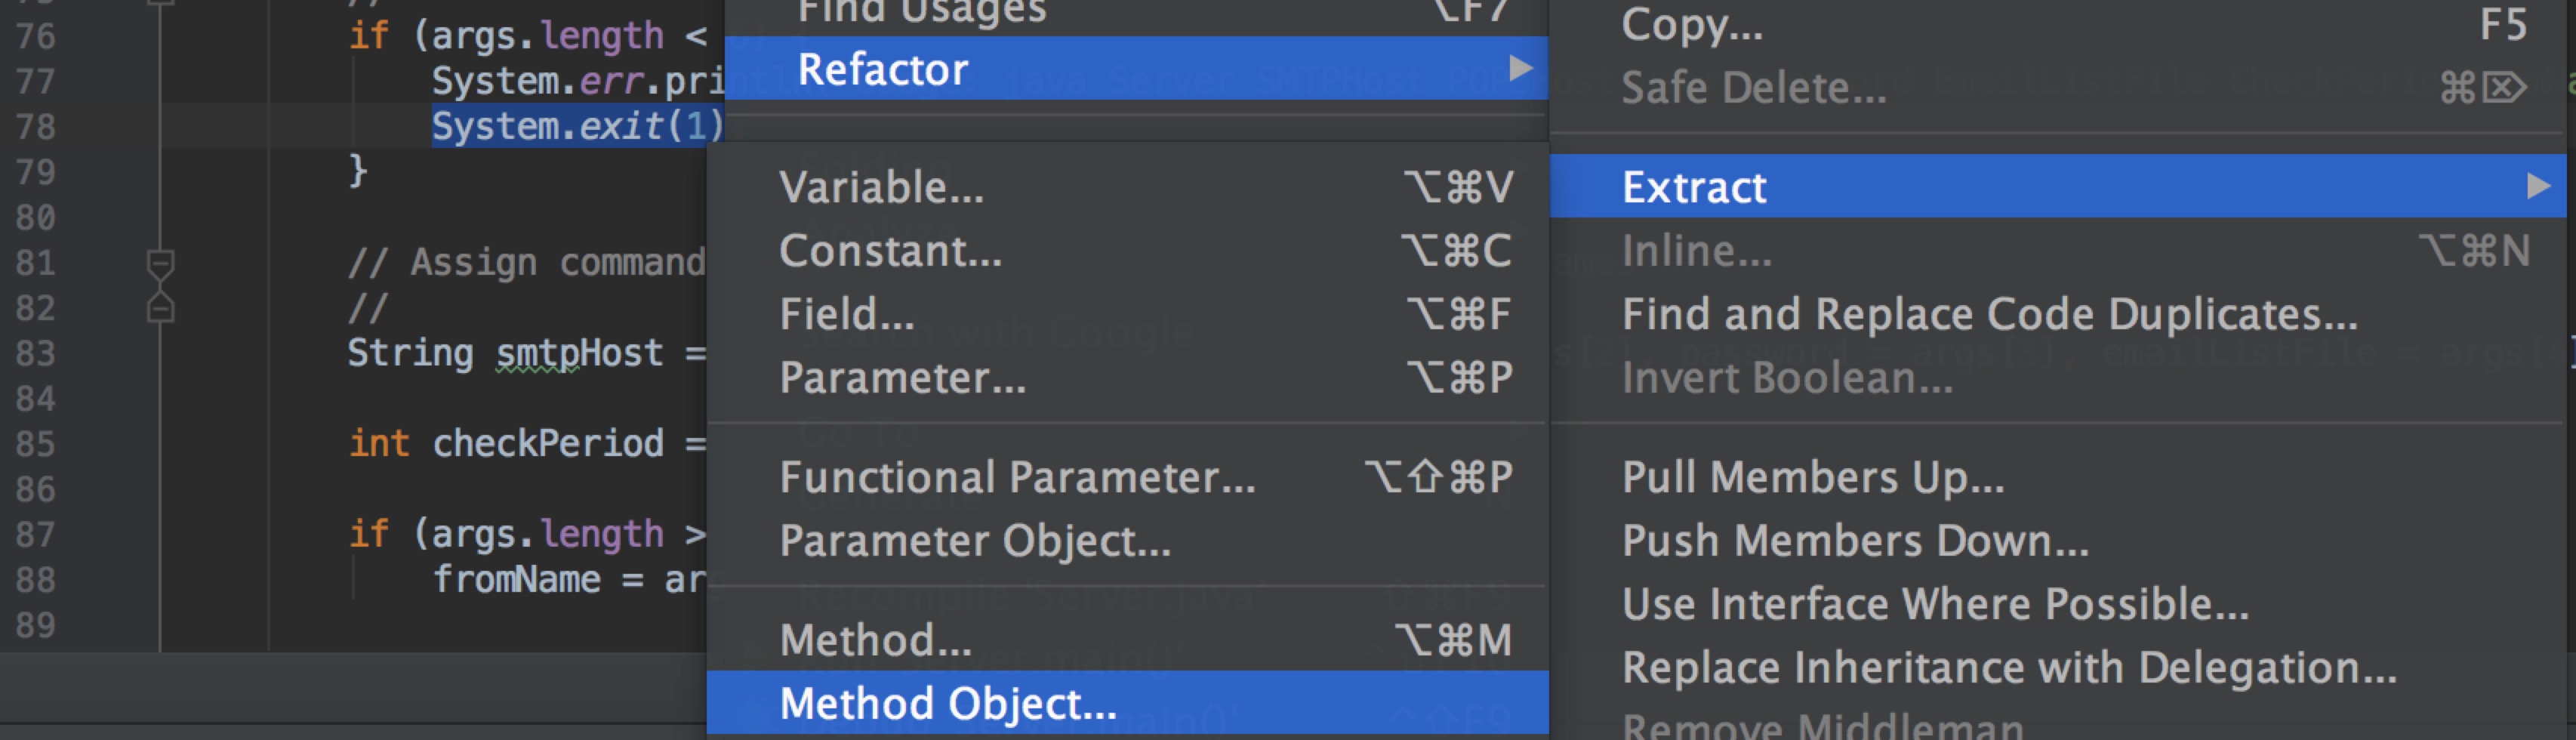 76 if (args.length <
77 System.err.pri
78 System.exit(1)
79 }
80
81 // Assign command
82 //
83 String smtpHost =
84
85 int checkPeriod =
86
87 if (args.length >
88 fromName = ar
89
Find Usages ⌥F7
Refactor ▶
Copy... F5
Safe Delete... ⌘⌦
Extract ▶
Inline... ⌥⌘N
Find and Replace Code Duplicates...
Invert Boolean...
Pull Members Up...
Push Members Down...
Use Interface Where Possible...
Replace Inheritance with Delegation...
Remove Middleman
Variable... ⌥⌘V
Constant... ⌥⌘C
Field... ⌥⌘F
Parameter... ⌥⌘P
Functional Parameter... ⌥⇧⌘P
Parameter Object...
Method... ⌥⌘M
Method Object...